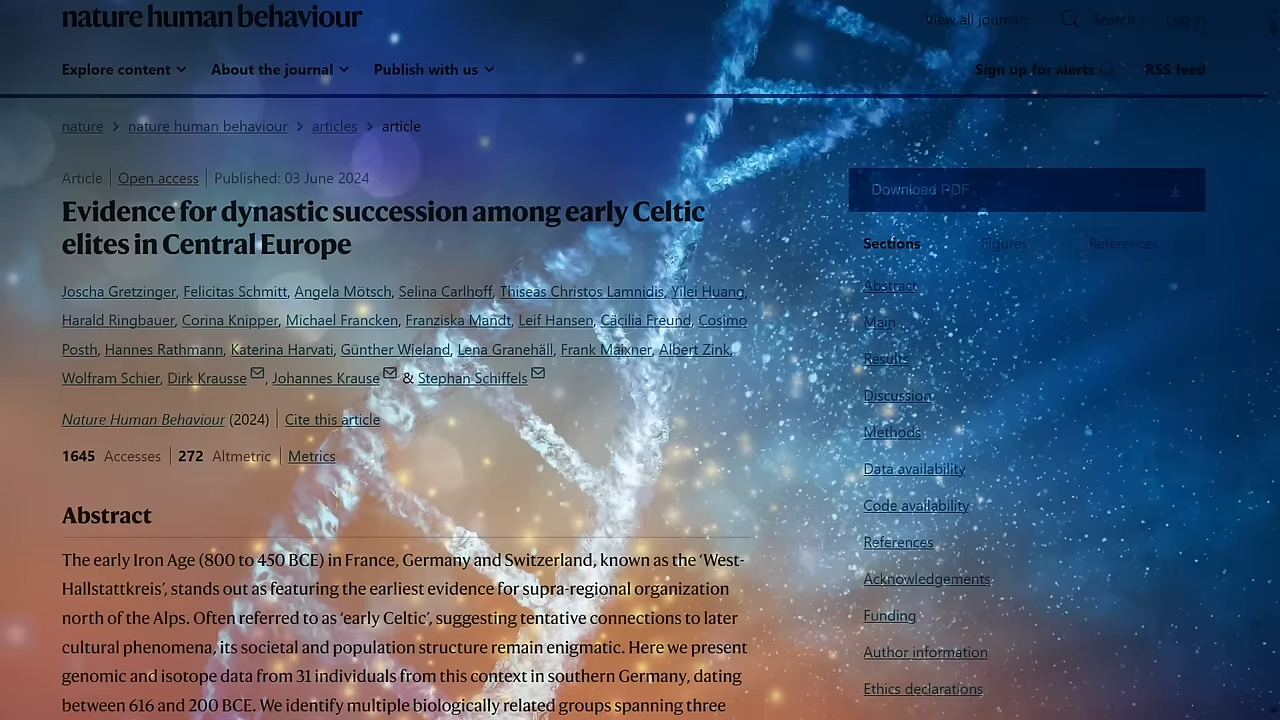 nature human behaviour
View all journals Search Log in
Explore content About the journal Publish with us
Sign up for alerts RSS feed
nature > nature human behaviour > articles > article
Article | Open access | Published: 03 June 2024
Download PDF
Evidence for dynastic succession among early Celtic
elites in Central Europe
Joscha Gretzinger, Felicitas Schmitt, Angela Mötsch, Selina Carlhoff, Thiseas Christos Lamnidis, Yilei Huang,
Harald Ringbauer, Corina Knipper, Michael Francken, Franziska Mandt, Leif Hansen, Cäcilia Freund, Cosimo
Posth, Hannes Rathmann, Katerina Harvati, Günther Wieland, Lena Granehäll, Frank Maixner, Albert Zink,
Wolfram Schier, Dirk Krausse, Johannes Krause & Stephan Schiffels
Nature Human Behaviour (2024) | Cite this article
1645 Accesses | 272 Altmetric | Metrics
Abstract
The early Iron Age (800 to 450 BCE) in France, Germany and Switzerland, known as the ‘West-
Hallstattkreis’, stands out as featuring the earliest evidence for supra-regional organization
north of the Alps. Often referred to as ‘early Celtic’, suggesting tentative connections to later
cultural phenomena, its societal and population structure remain enigmatic. Here we present
genomic and isotope data from 31 individuals from this context in southern Germany, dating
between 616 and 200 BCE. We identify multiple biologically related groups spanning three
Sections Figures References
Abstract
Main
Results
Discussion
Methods
Data availability
Code availability
References
Acknowledgements
Funding
Author information
Ethics declarations